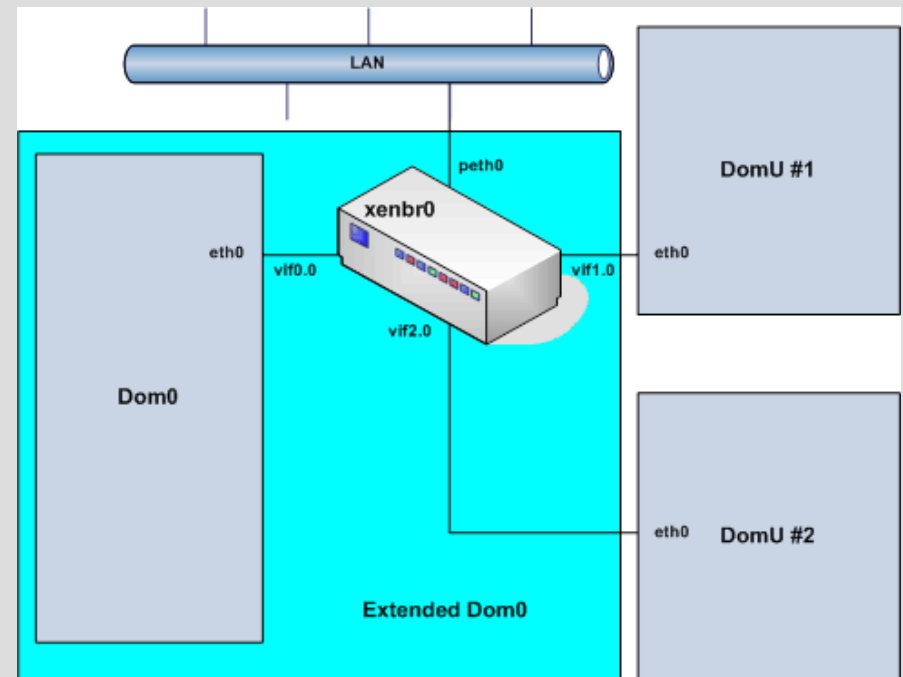 LAN
peth0
DomU #1
xenbr0
eth0
vif0.0
vif1.0
eth0
vif2.0
Dom0
eth0
DomU #2
Extended Dom0